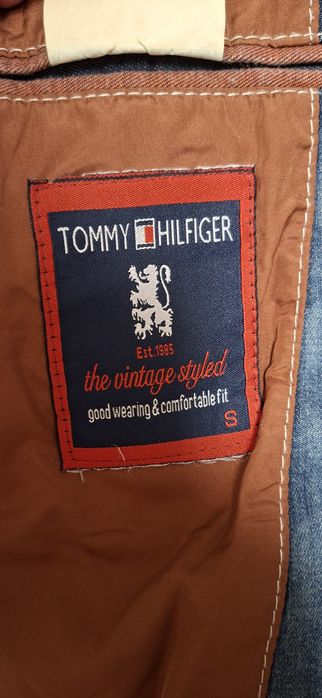 TOMMY HILFIGER
Est.1985
the vintage styled
good wearing & comfortable fit
S